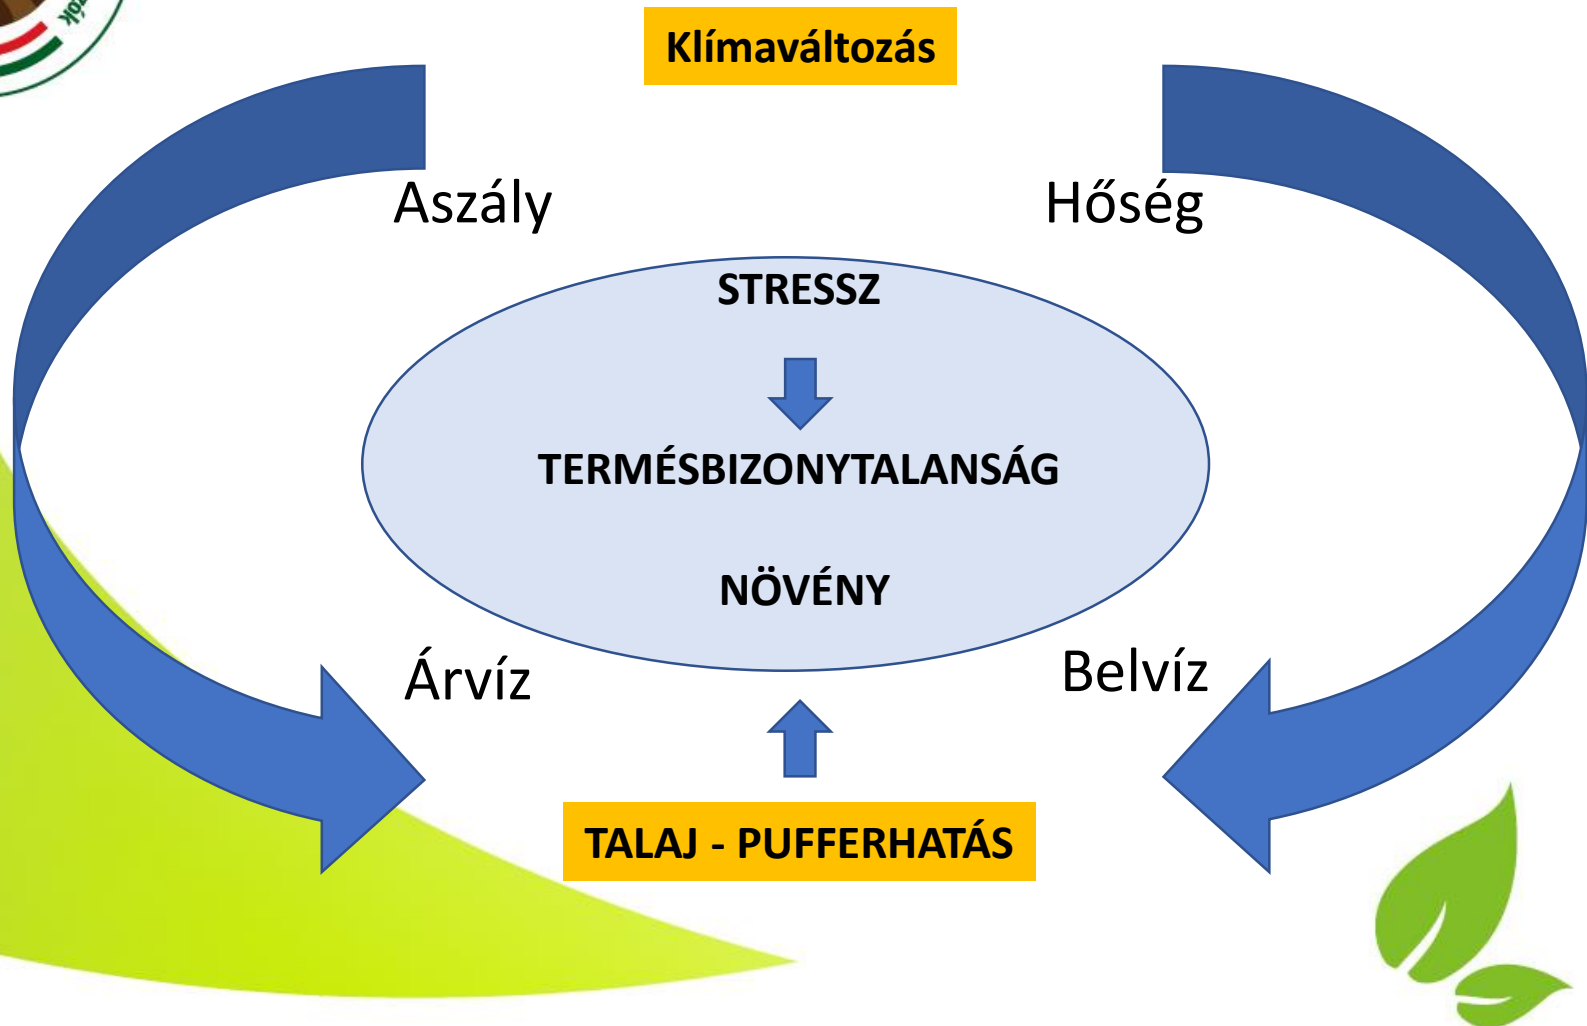 Klímaváltozás
Aszály
Hőség
STRESSZ
TERMÉSBIZONYTALANSÁG
NÖVÉNY
Árvíz
Belvíz
TALAJ - PUFFERHATÁS